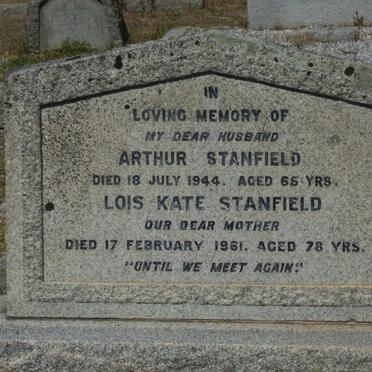 IN
LOVING MEMORY OF
MY DEAR HUSBAND
ARTHUR STANFIELD
DIED 18 JULY 1944. AGED 65 YRS.
LOIS KATE STANFIELD
OUR DEAR MOTHER
DIED 17 FEBRUARY 1961. AGED 78 YRS.
"UNTIL WE MEET AGAIN."